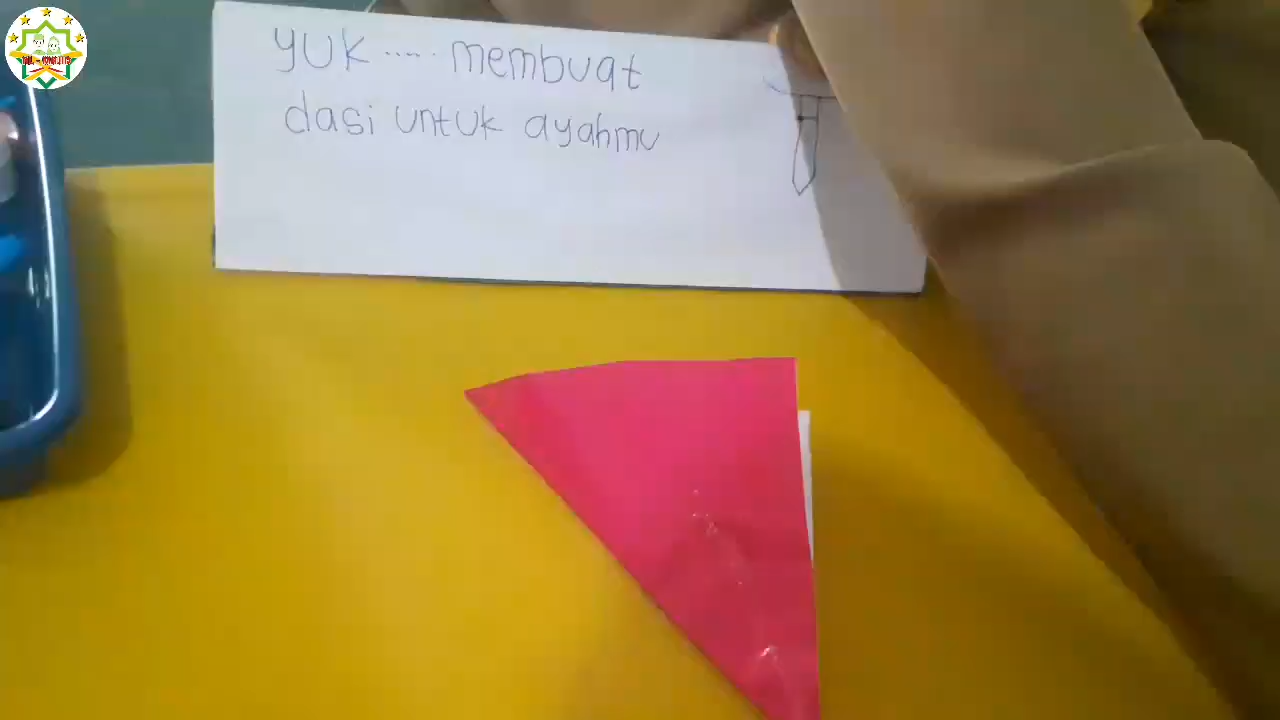 yuk ..... membuat
dasi untuk ayahmu